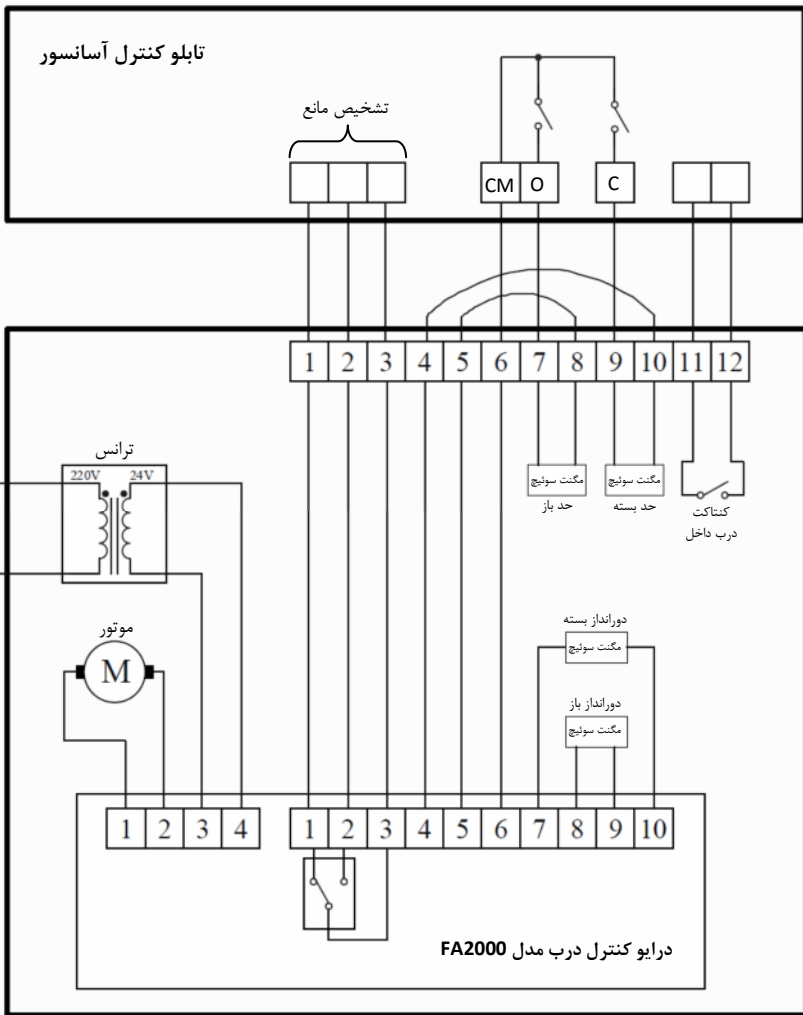 تابلو کنترل آسانسور
تشخیص مانع
CM O C
1 2 3 4 5 6 7 8 9 10 11 12
ترانس
220V 24V
مگنت سوئیچ
حد باز
مگنت سوئیچ
حد بسته
کنتاکت
درب داخل
موتور
M
دورانداز بسته
مگنت سوئیچ
دورانداز باز
مگنت سوئیچ
1 2 3 4
1 2 3 4 5 6 7 8 9 10
درایو کنترل درب مدل FA2000